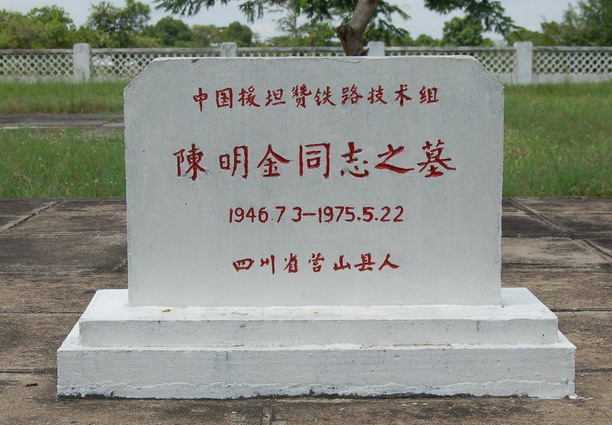 中国援坦赞铁路技术组
陳明金同志之墓
1946.7 3—1975.5.22
四川省营山县人